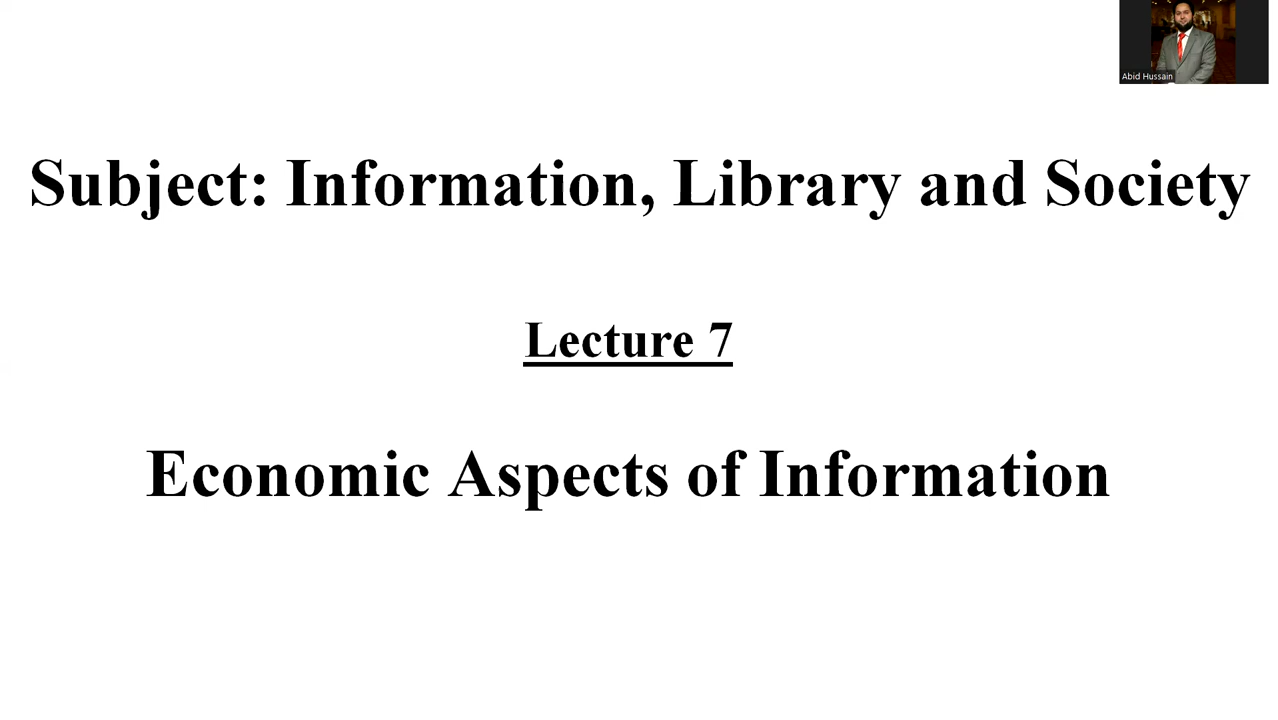 Abid Hussain
Subject: Information, Library and Society
Lecture 7
Economic Aspects of Information